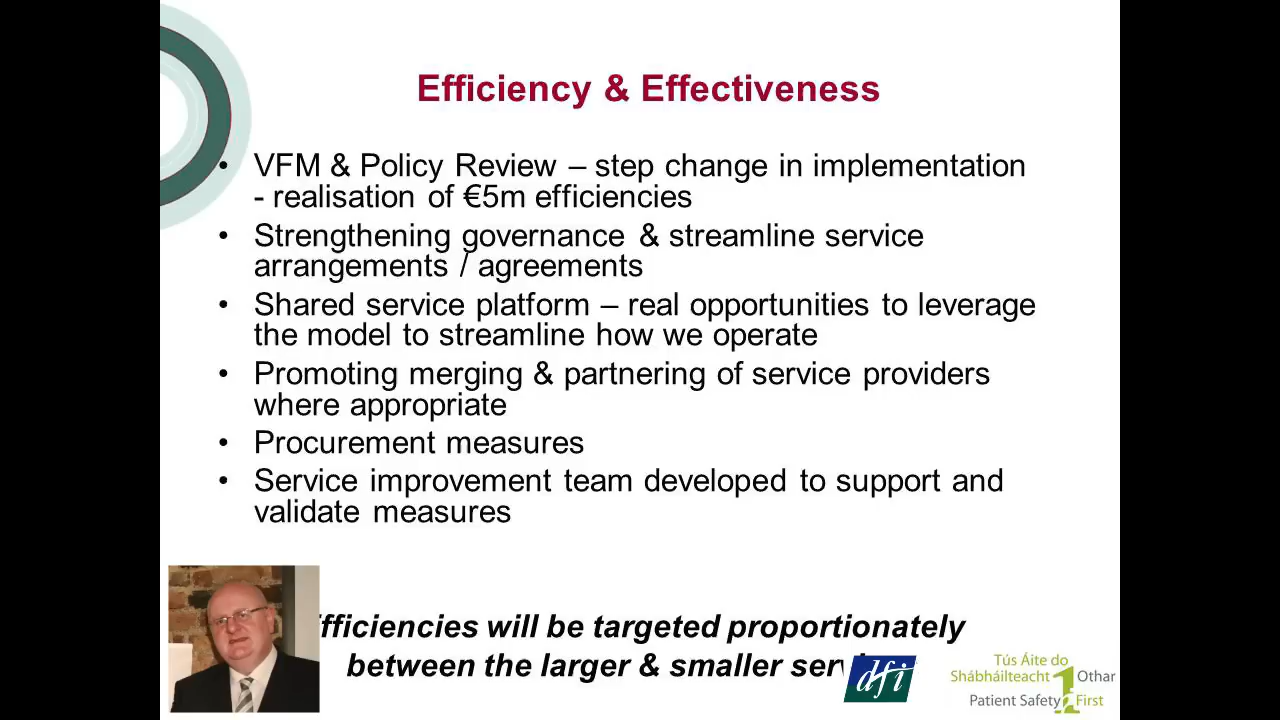 Efficiency & Effectiveness
• VFM & Policy Review – step change in implementation
- realisation of €5m efficiencies
• Strengthening governance & streamline service
arrangements / agreements
• Shared service platform – real opportunities to leverage
the model to streamline how we operate
• Promoting merging & partnering of service providers
where appropriate
• Procurement measures
• Service improvement team developed to support and
validate measures
will be targeted proportionately
between the larger & smaller
dfi
Tús Áite do
Shábháilteacht 1 Othar
Patient Safety First